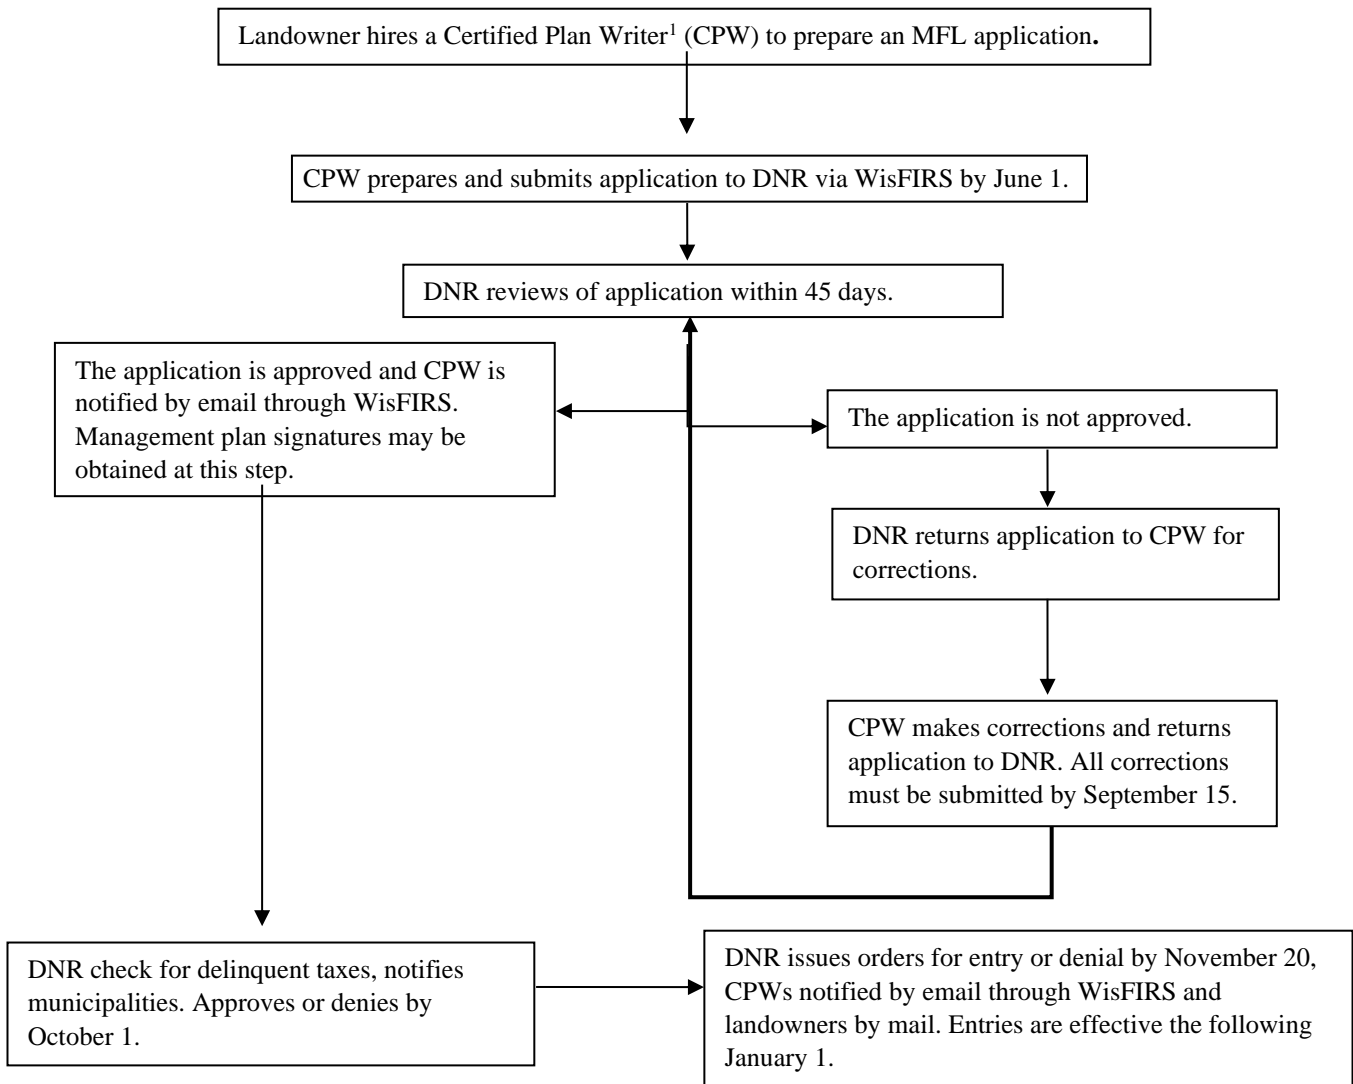 Landowner hires a Certified Plan Writer¹ (CPW) to prepare an MFL application.
CPW prepares and submits application to DNR via WisFIRS by June 1.
DNR reviews of application within 45 days.
The application is approved and CPW is
notified by email through WisFIRS.
Management plan signatures may be
obtained at this step.
The application is not approved.
DNR returns application to CPW for
corrections.
CPW makes corrections and returns
application to DNR. All corrections
must be submitted by September 15.
DNR check for delinquent taxes, notifies
municipalities. Approves or denies by
October 1.
DNR issues orders for entry or denial by November 20,
CPWs notified by email through WisFIRS and
landowners by mail. Entries are effective the following
January 1.